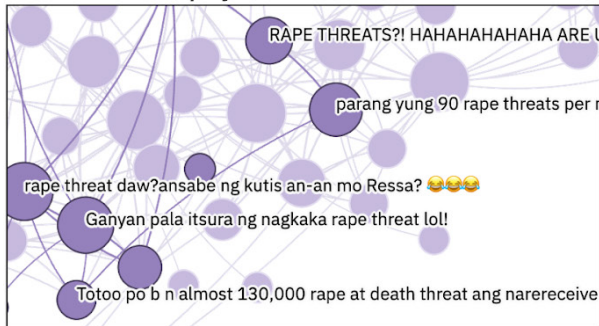 RAPE THREATS?! HAHAHAHAHAHA ARE U
parang yung 90 rape threats per
rape threat daw?ansabe ng kutis an-an mo Ressa? 😂😂😂
Ganyan pala itsura ng nagkaka rape threat lol!
Totoo po b n almost 130,000 rape at death threat ang narereceive